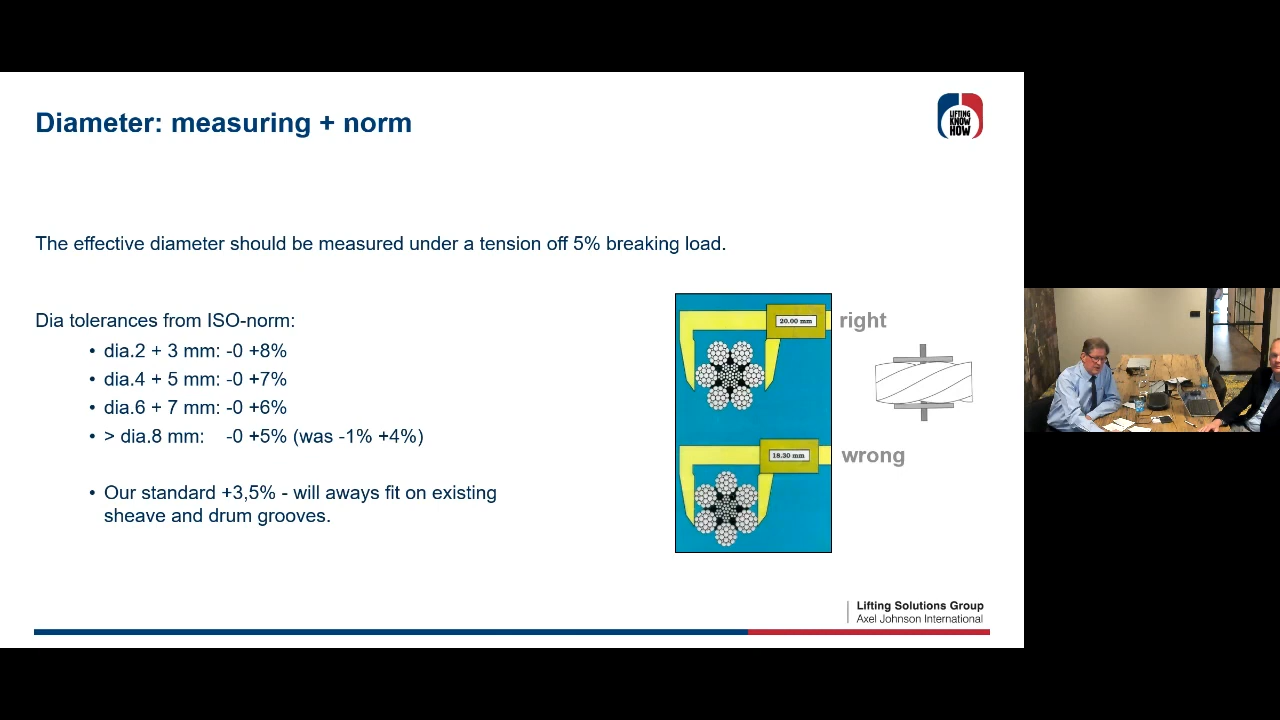 Diameter: measuring + norm
LIFTING
KNOW
HOW
The effective diameter should be measured under a tension off 5% breaking load.
Dia tolerances from ISO-norm:
• dia.2 + 3 mm: -0 +8%
• dia.4 + 5 mm: -0 +7%
• dia.6 + 7 mm: -0 +6%
• > dia.8 mm: -0 +5% (was -1% +4%)
• Our standard +3,5% - will aways fit on existing
sheave and drum grooves.
20.00 mm
right
18.30 mm
wrong
Lifting Solutions Group
Axel Johnson International